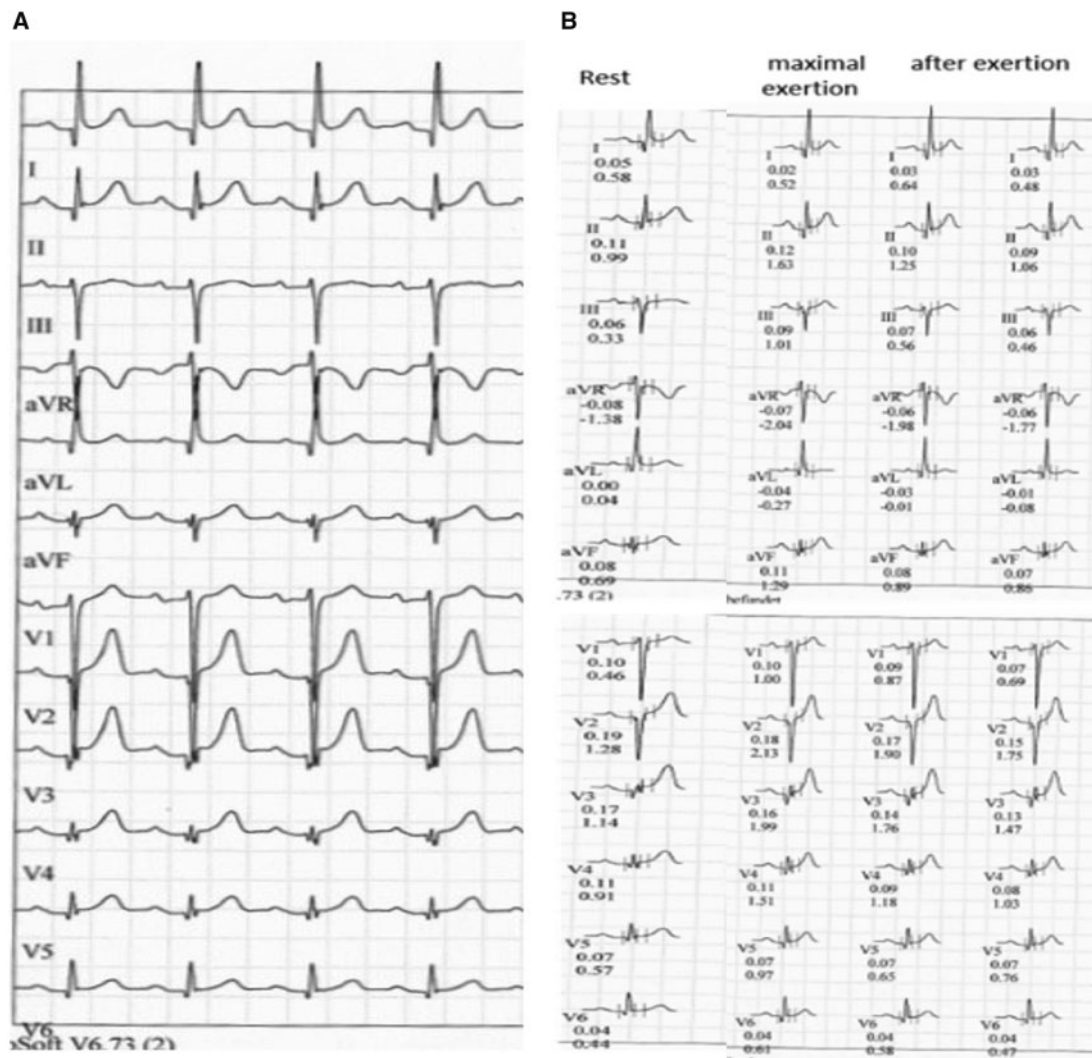 A
I
II
III
aVR
aVL
aVF
V1
V2
V3
V4
V5
V6
oSoft V6.73 (2)
B
Rest
maximal
exertion
after exertion
I
0.05
0.58
II
0.11
0.99
III
0.06
0.33
aVR
-0.08
-1.38
aVL
0.00
0.04
aVF
0.08
0.69
.73 (2)
I I I
0.02 0.03 0.03
0.52 0.64 0.48
II II II
0.12 0.10 0.09
1.63 1.25 1.06
III III III
0.09 0.07 0.06
1.01 0.56 0.46
aVR aVR aVR
-0.07 -0.06 -0.06
-2.04 -1.98 -1.77
aVL aVL aVL
-0.04 -0.03 -0.01
-0.27 -0.01 -0.08
aVF aVF aVF
0.11 0.08 0.07
1.29 0.89 0.86
befundet
V1
0.10
0.46
V2
0.19
1.28
V3
0.17
1.14
V4
0.11
0.91
V5
0.07
0.57
V6
0.04
0.44
V1 V1 V1
0.10 0.09 0.07
1.00 0.87 0.69
V2 V2 V2
0.18 0.17 0.15
2.13 1.90 1.75
V3 V3 V3
0.16 0.14 0.13
1.99 1.76 1.47
V4 V4 V4
0.11 0.09 0.08
1.51 1.18 1.03
V5 V5 V5
0.07 0.07 0.07
0.97 0.65 0.76
V6 V6 V6
0.04 0.04 0.04
0.61 0.58 0.47